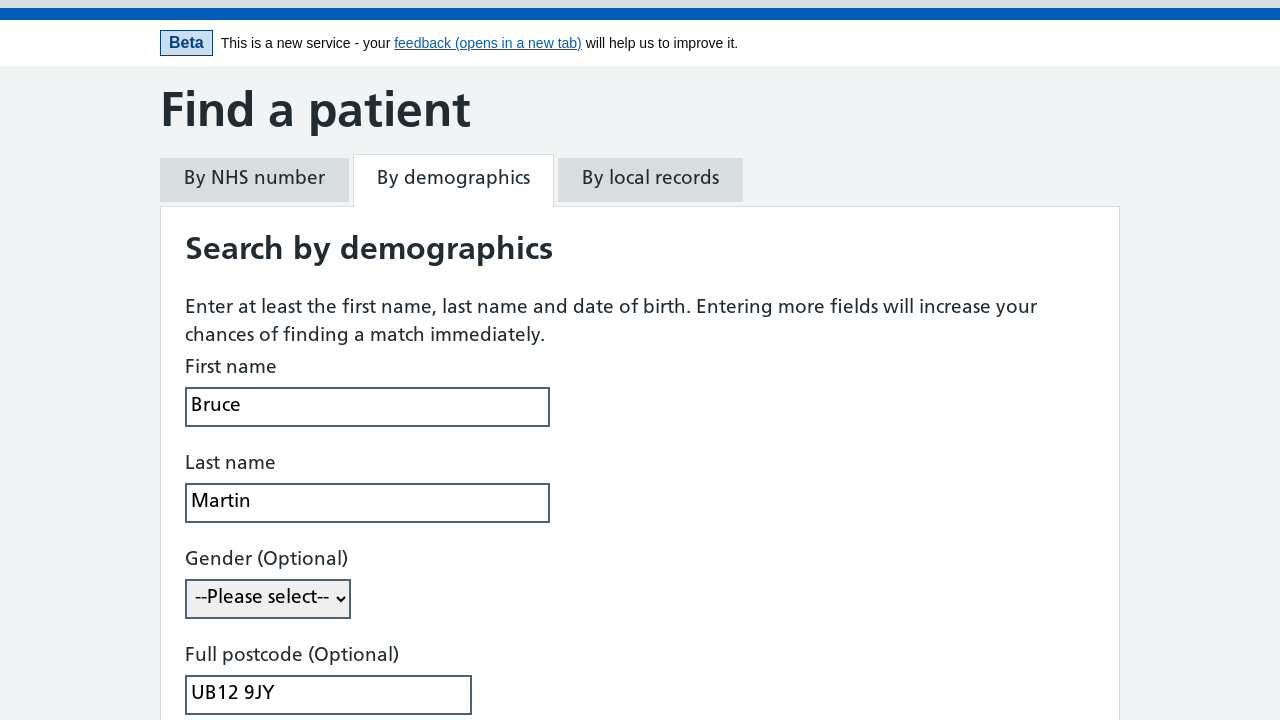 Beta This is a new service - your feedback (opens in a new tab) will help us to improve it.
Find a patient
By NHS number By demographics By local records
Search by demographics
Enter at least the first name, last name and date of birth. Entering more fields will increase your
chances of finding a match immediately.
First name
Bruce
Last name
Martin
Gender (Optional)
--Please select--
Full postcode (Optional)
UB12 9JY